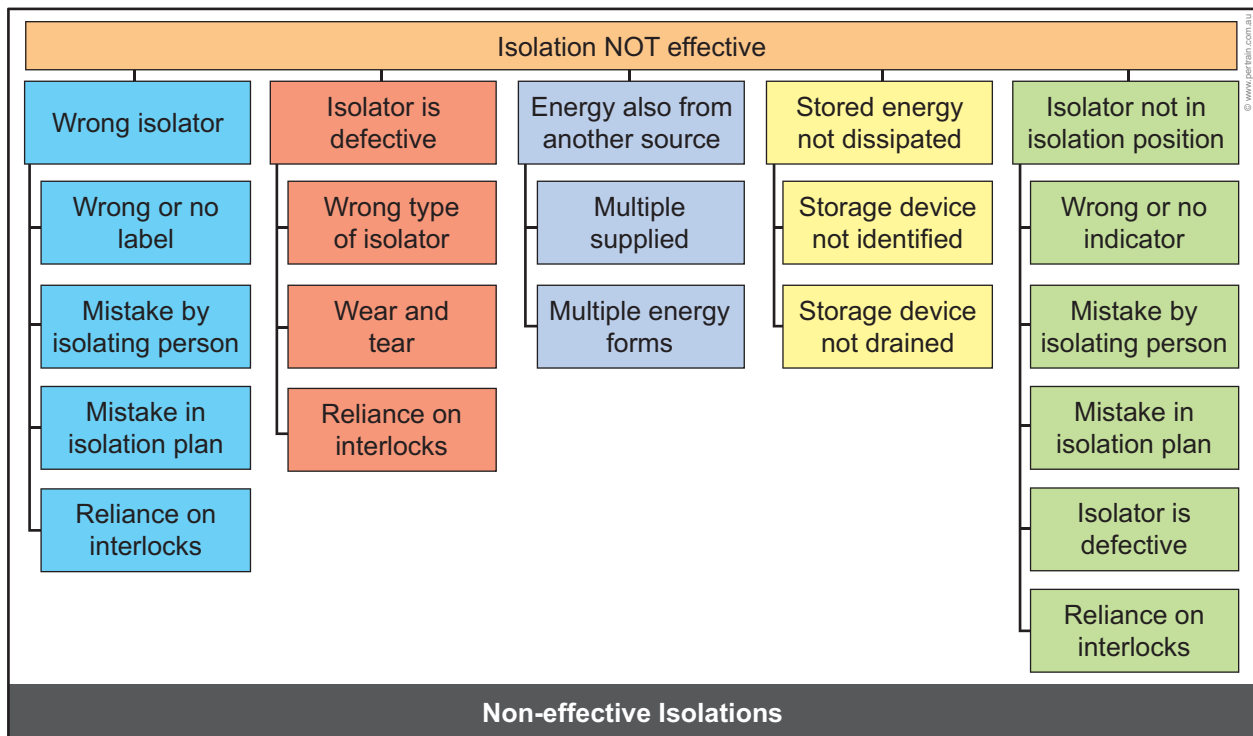 Isolation NOT effective
Wrong isolator
Wrong or no
label
Mistake by
isolating person
Mistake in
isolation plan
Reliance on
interlocks
Isolator is
defective
Wrong type
of isolator
Wear and
tear
Reliance on
interlocks
Energy also from
another source
Multiple
supplied
Multiple energy
forms
Stored energy
not dissipated
Storage device
not identified
Storage device
not drained
Isolator not in
isolation position
Wrong or no
indicator
Mistake by
isolating person
Mistake in
isolation plan
Isolator is
defective
Reliance on
interlocks
Non-effective Isolations
© www.pertrain.com.au